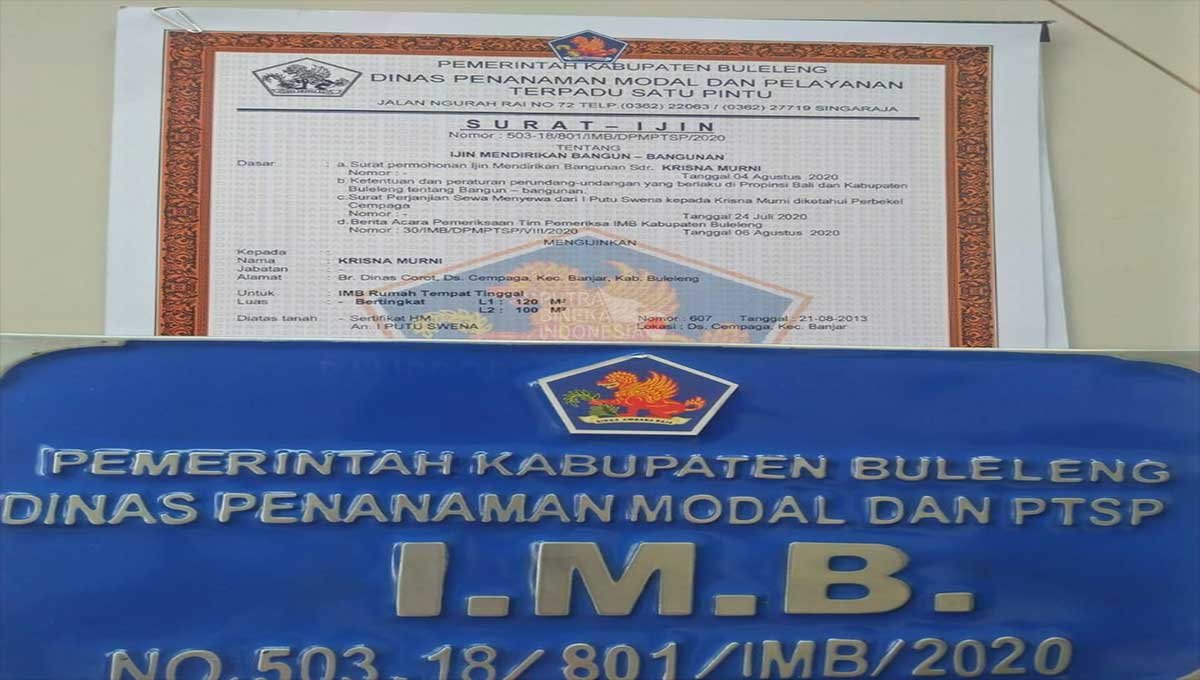 PEMERINTAH KABUPATEN BULELENG
DINAS PENANAMAN MODAL DAN PELAYANAN
TERPADU SATU PINTU
JALAN NGURAH RAI NO 72 TELP (0362) 22063 / (0362) 27719 SINGARAJA
SURAT – IJIN
Nomor : 503-18/801/IMB/DPMPTSP/2020
TENTANG
IJIN MENDIRIKAN BANGUN – BANGUNAN
Dasar : a. Surat permohonan Ijin Mendirikan Bangunan Sdr. KRISNA MURNI
Nomor : - Tanggal 04 Agustus 2020
b. Ketentuan dan peraturan perundang-undangan yang berlaku di Propinsi Bali dan Kabupaten
Buleleng tentang Bangun – bangunan.
c. Surat Perjanjian Sewa Menyewa dari I Putu Swena kepada Krisna Murni diketahui Perbekel
Cempaga
Nomor : - Tanggal 24 Juli 2020
d. Berita Acara Pemeriksaan Tim Pemeriksa IMB Kabupaten Buleleng
Nomor : 30/IMB/DPMPTSP/VIII/2020 Tanggal 06 Agustus 2020
MENGIJINKAN
Kepada :
Nama : KRISNA MURNI
Jabatan : -
Alamat : Br. Dinas Corot, Ds. Cempaga, Kec. Banjar, Kab. Buleleng
Untuk : IMB Rumah Tempat Tinggal
Luas : - Bertingkat L1 : 120 M²
L2 : 100 M²
Diatas tanah : - Sertifikat HM Nomor : 607 Tanggal : 21-08-2013
An. I PUTU SWENA Lokasi : Ds. Cempaga, Kec. Banjar
INDONESIA
PEMERINTAH KABUPATEN BULELENG
DINAS PENANAMAN MODAL DAN PTSP
I.M.B.
NO.503.18/801/IMB/2020